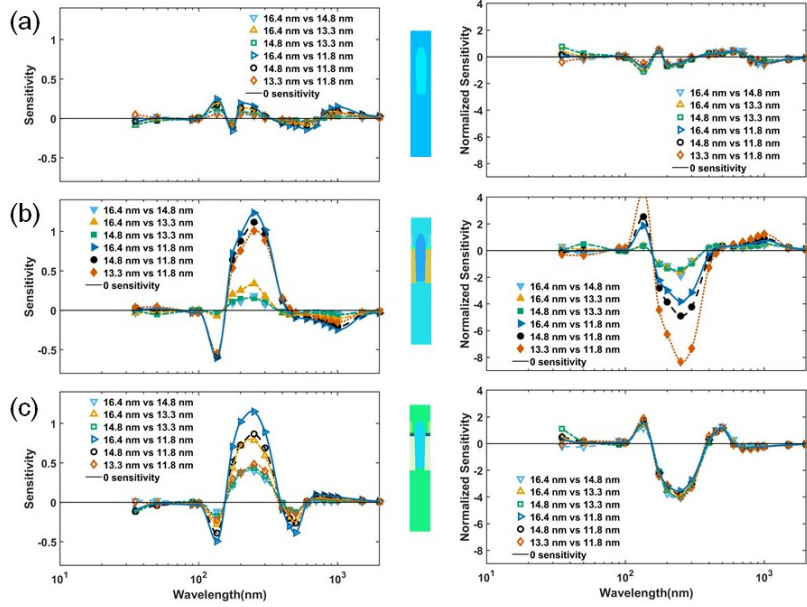 (a)
Sensitivity
1
0.5
0
-0.5
16.4 nm vs 14.8 nm
16.4 nm vs 13.3 nm
14.8 nm vs 13.3 nm
16.4 nm vs 11.8 nm
14.8 nm vs 11.8 nm
13.3 nm vs 11.8 nm
0 sensitivity
Normalized Sensitivity
4
2
0
-2
-4
-6
-8
16.4 nm vs 14.8 nm
16.4 nm vs 13.3 nm
14.8 nm vs 13.3 nm
16.4 nm vs 11.8 nm
14.8 nm vs 11.8 nm
13.3 nm vs 11.8 nm
0 sensitivity
(b)
Sensitivity
1
0.5
0
-0.5
16.4 nm vs 14.8 nm
16.4 nm vs 13.3 nm
14.8 nm vs 13.3 nm
16.4 nm vs 11.8 nm
14.8 nm vs 11.8 nm
13.3 nm vs 11.8 nm
0 sensitivity
Normalized Sensitivity
4
2
0
-2
-4
-6
-8
16.4 nm vs 14.8 nm
16.4 nm vs 13.3 nm
14.8 nm vs 13.3 nm
16.4 nm vs 11.8 nm
14.8 nm vs 11.8 nm
13.3 nm vs 11.8 nm
0 sensitivity
(c)
Sensitivity
1
0.5
0
-0.5
16.4 nm vs 14.8 nm
16.4 nm vs 13.3 nm
14.8 nm vs 13.3 nm
16.4 nm vs 11.8 nm
14.8 nm vs 11.8 nm
13.3 nm vs 11.8 nm
0 sensitivity
10¹ 10² 10³
Wavelength(nm)
Normalized Sensitivity
4
2
0
-2
-4
-6
-8
16.4 nm vs 14.8 nm
16.4 nm vs 13.3 nm
14.8 nm vs 13.3 nm
16.4 nm vs 11.8 nm
14.8 nm vs 11.8 nm
13.3 nm vs 11.8 nm
0 sensitivity
10¹ 10² 10³
Wavelength(nm)